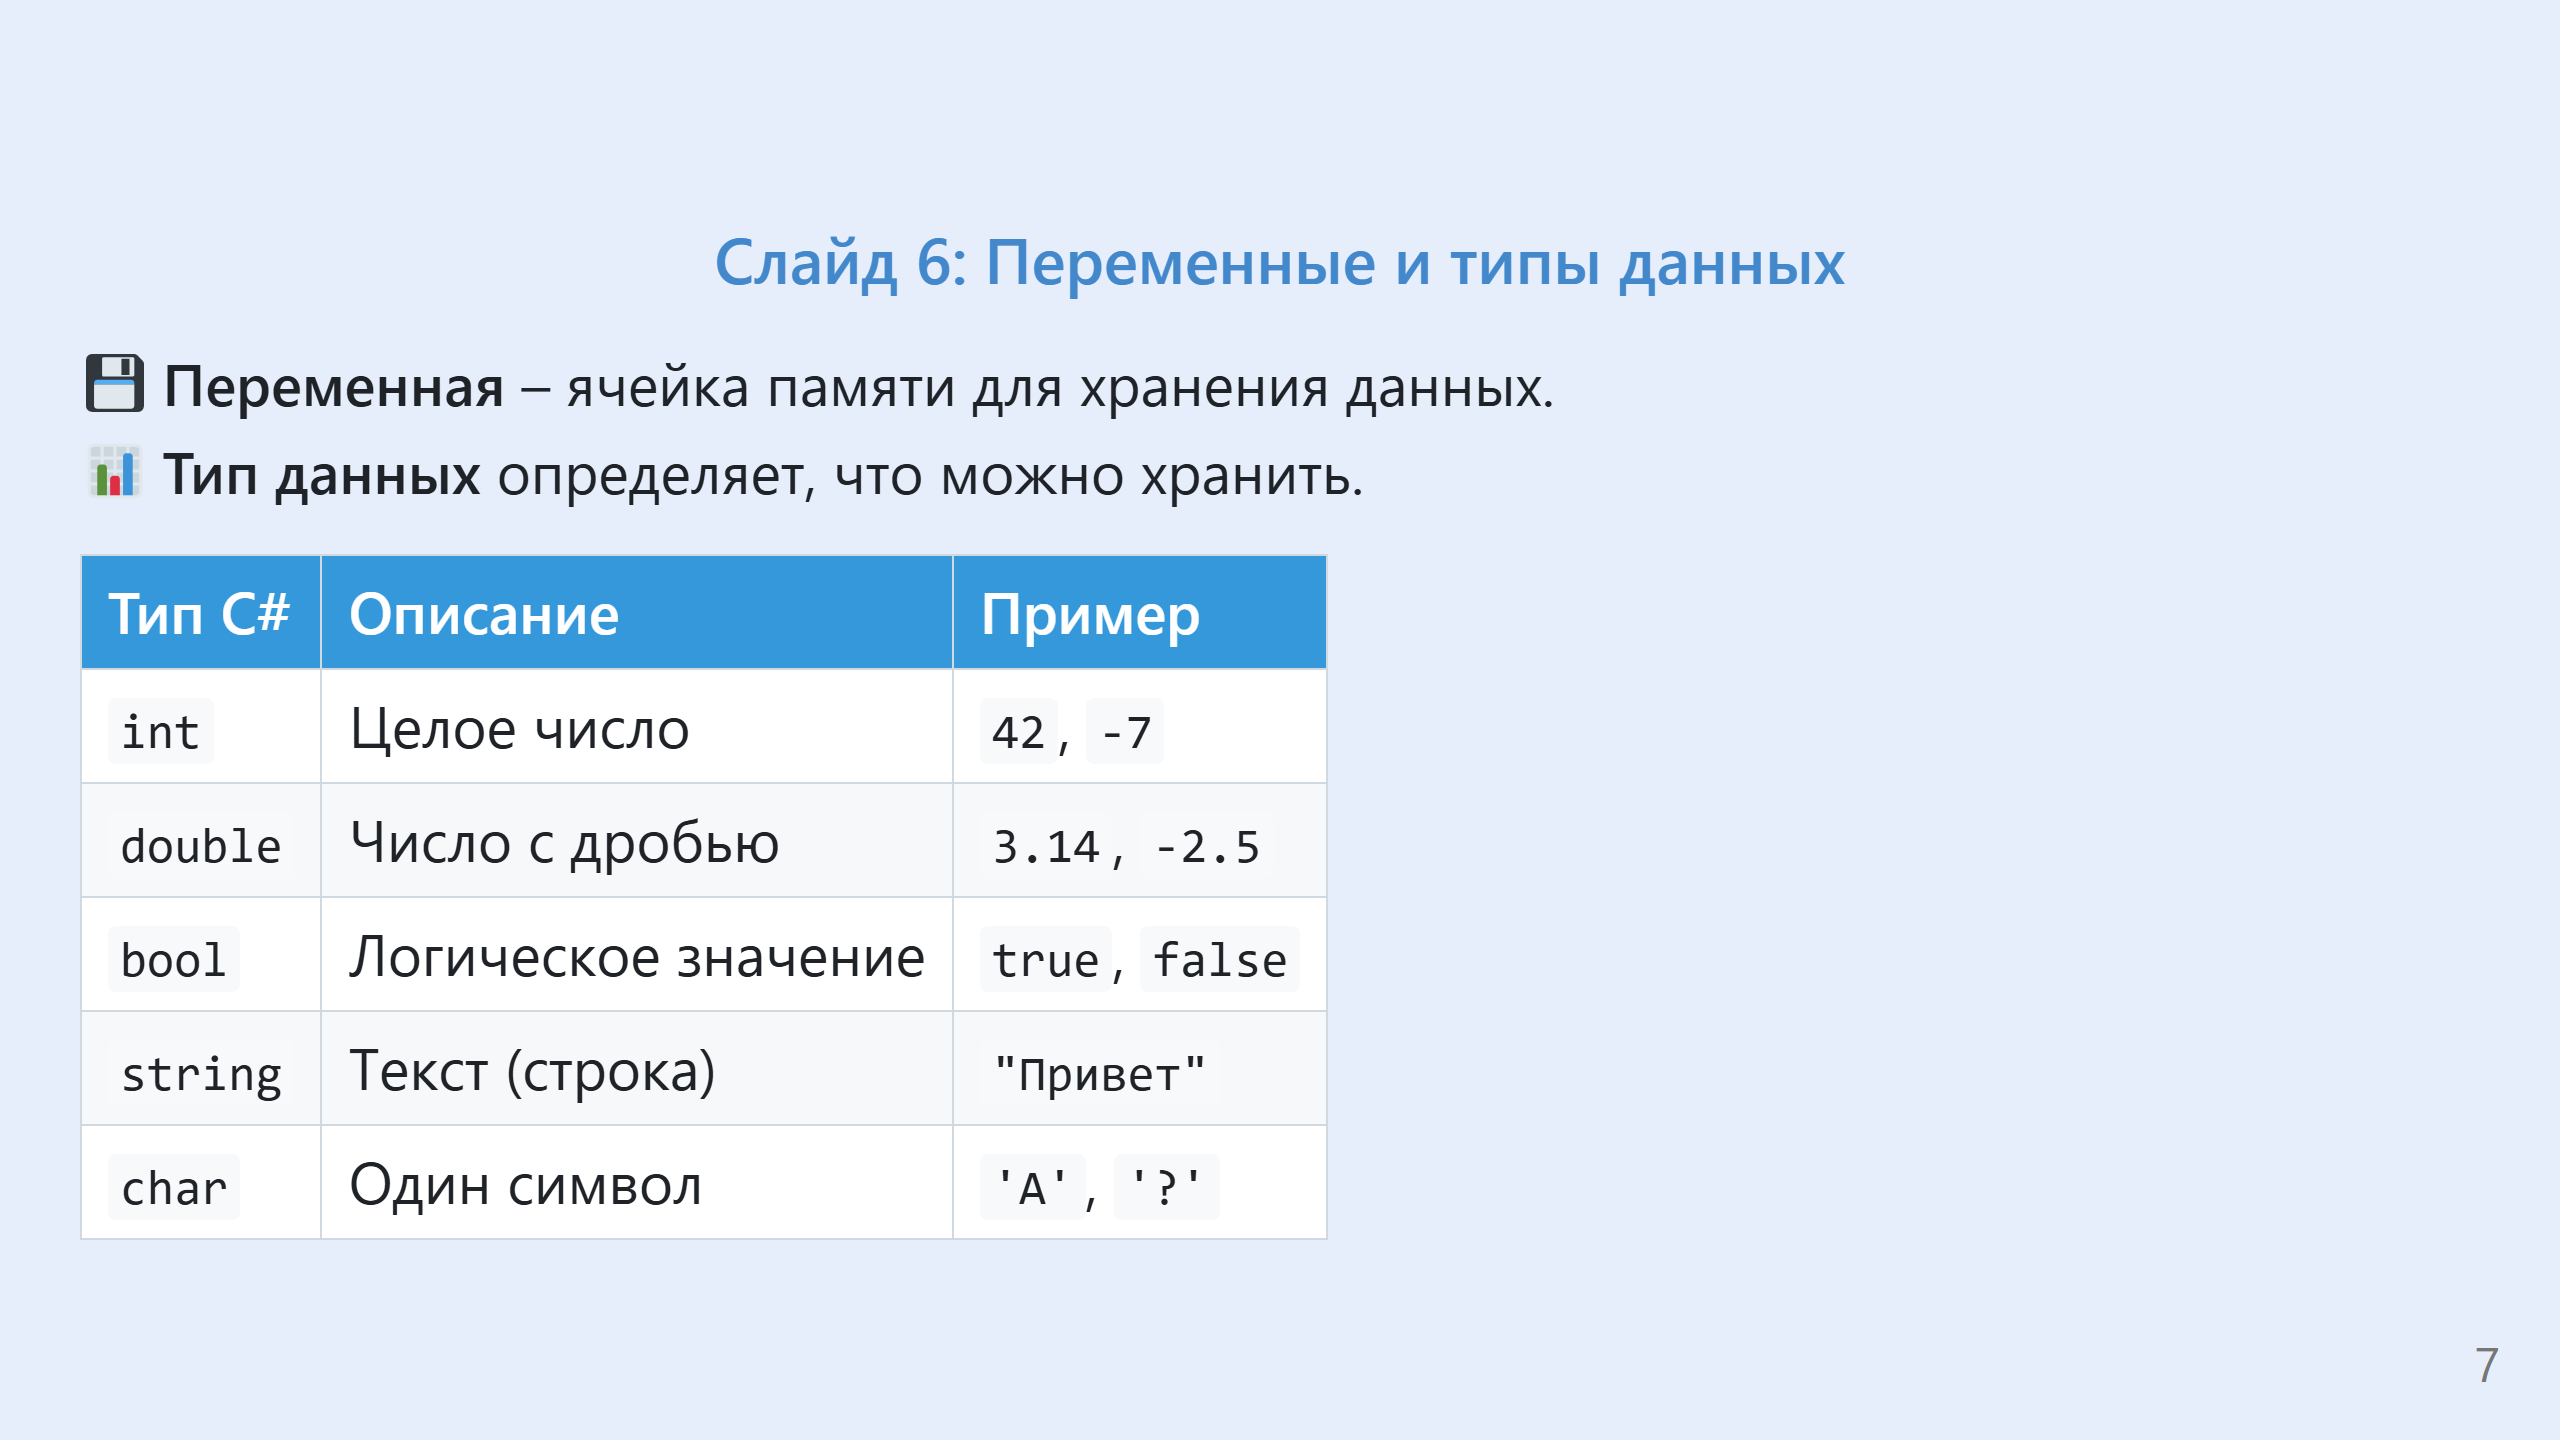 Слайд 6: Переменные и типы данных
Переменная – ячейка памяти для хранения данных.
Тип данных определяет, что можно хранить.
Тип C# Описание Пример
int Целое число 42, -7
double Число с дробью 3.14, -2.5
bool Логическое значение true, false
string Текст (строка) "Привет"
char Один символ 'A', '?'
7